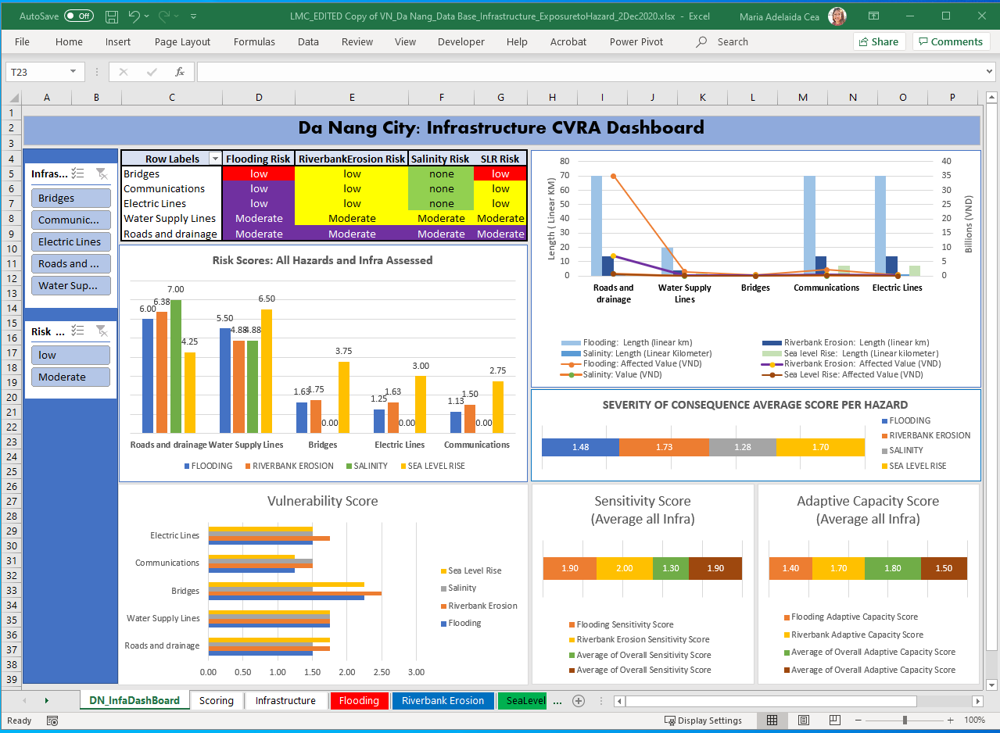 AutoSave Off LMC_EDITED Copy of VN_Da Nang_Data Base_Infrastructure_ExposuretoHazard_2Dec2020.xlsx - Excel Maria Adelaida Cea
File Home Insert Page Layout Formulas Data Review View Developer Help Acrobat Power Pivot Search Share Comments
T23 fx
A B C D E F G H I J K L M N O P
1
2
3
4
5
6
7
8
9
10
11
12
13
14
15
16
17
18
19
20
21
22
23
24
25
26
27
28
29
30
31
32
33
34
35
36
37
38
39
Da Nang City: Infrastructure CVRA Dashboard
Infras...
Bridges
Communic...
Electric Lines
Roads and ...
Water Sup...
Risk ...
low
Moderate
Row Labels Flooding Risk RiverbankErosion Risk Salinity Risk SLR Risk
Bridges low low none low
Communications low low none low
Electric Lines low low none low
Water Supply Lines Moderate Moderate Moderate Moderate
Roads and drainage Moderate Moderate Moderate Moderate
Risk Scores: All Hazards and Infra Assessed
6.00 6.38 7.00 4.25
5.50 4.88 4.88 6.50
1.63 1.75 0.00 3.75
1.25 1.63 0.00 3.00
1.13 1.50 0.00 2.75
Roads and drainage Water Supply Lines Bridges Electric Lines Communications
FLOODING RIVERBANK EROSION SALINITY SEA LEVEL RISE
Length ( Linear KM)
80
70
60
50
40
30
20
10
0
40
35
30
25
20
15
10
5
0
Billions (VND)
Roads and drainage
Water Supply Lines
Bridges
Communications
Electric Lines
Flooding: Length (linear km) Riverbank Erosion: Length (linear km)
Salinity: Length (Linear Kilometer) Sea level Rise: Length (Linear kilometer)
Flooding: Affected Value (VND) Riverbank Erosion: Affected Value (VND)
Salinity: Value (VND) Sea Level Rise: Affected Value (VND)
SEVERITY OF CONSEQUENCE AVERAGE SCORE PER HAZARD
1.48 1.73 1.28 1.70
FLOODING
RIVERBANK EROSION
SALINITY
SEA LEVEL RISE
Vulnerability Score
Electric Lines
Communications
Bridges
Water Supply Lines
Roads and drainage
0.00 0.50 1.00 1.50 2.00 2.50 3.00
Sea Level Rise
Salinity
Riverbank Erosion
Flooding
Sensitivity Score
(Average all Infra)
1.90 2.00 1.30 1.90
Flooding Sensitivity Score
Riverbank Erosion Sensitivity Score
Average of Overall Sensitivity Score
Average of Overall Sensitivity Score
Adaptive Capacity Score
(Average all Infra)
1.40 1.70 1.80 1.50
Flooding Adaptive Capacity Score
Riverbank Adaptive Capacity Score
Average of Overall Adaptive Capacity Score
Average of Overall Adaptive Capacity Score
DN_InfaDashBoard Scoring Infrastructure Flooding Riverbank Erosion SeaLevel ...
Ready Display Settings 100%